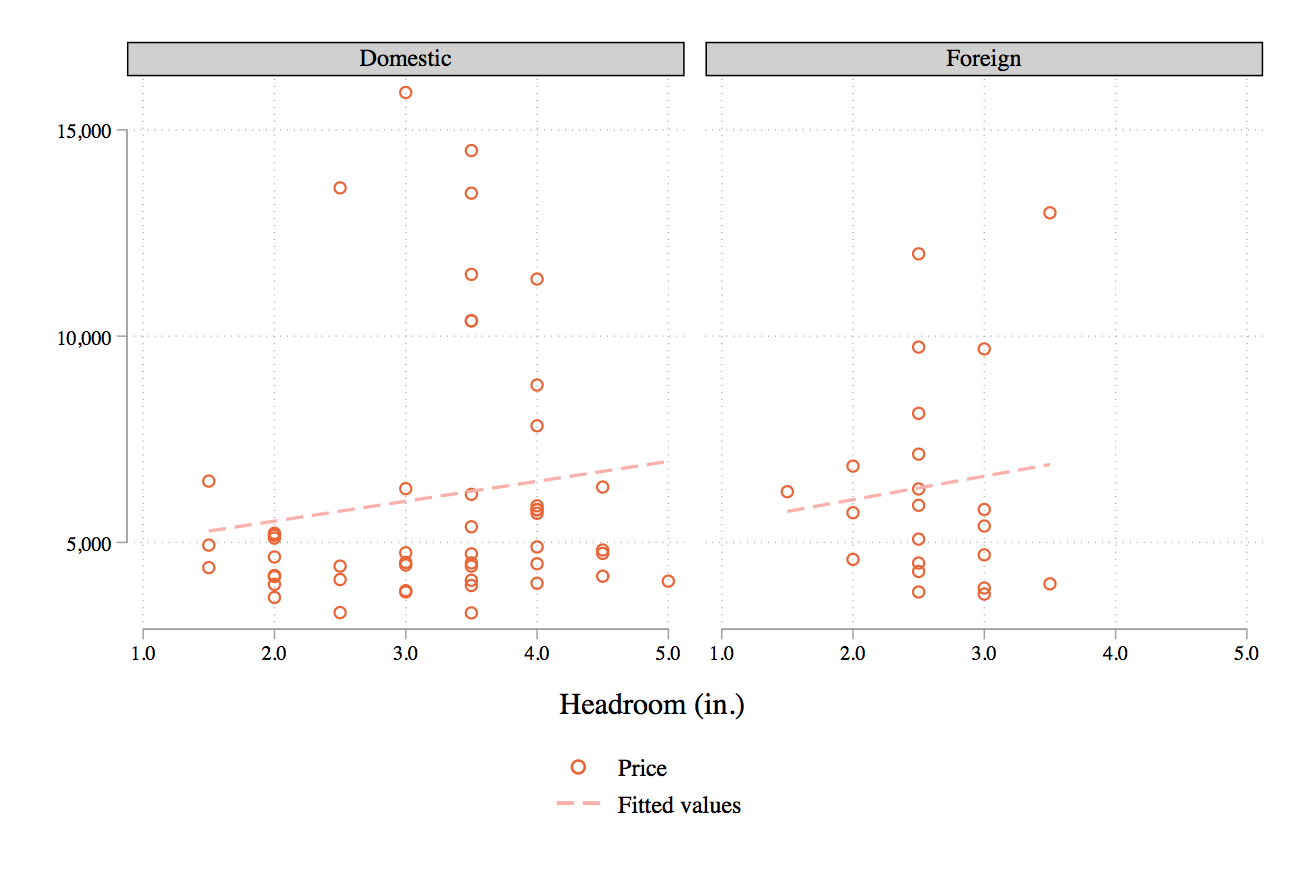 Domestic Foreign
15,000
10,000
5,000
1.0 2.0 3.0 4.0 5.0 1.0 2.0 3.0 4.0 5.0
Headroom (in.)
Price
Fitted values